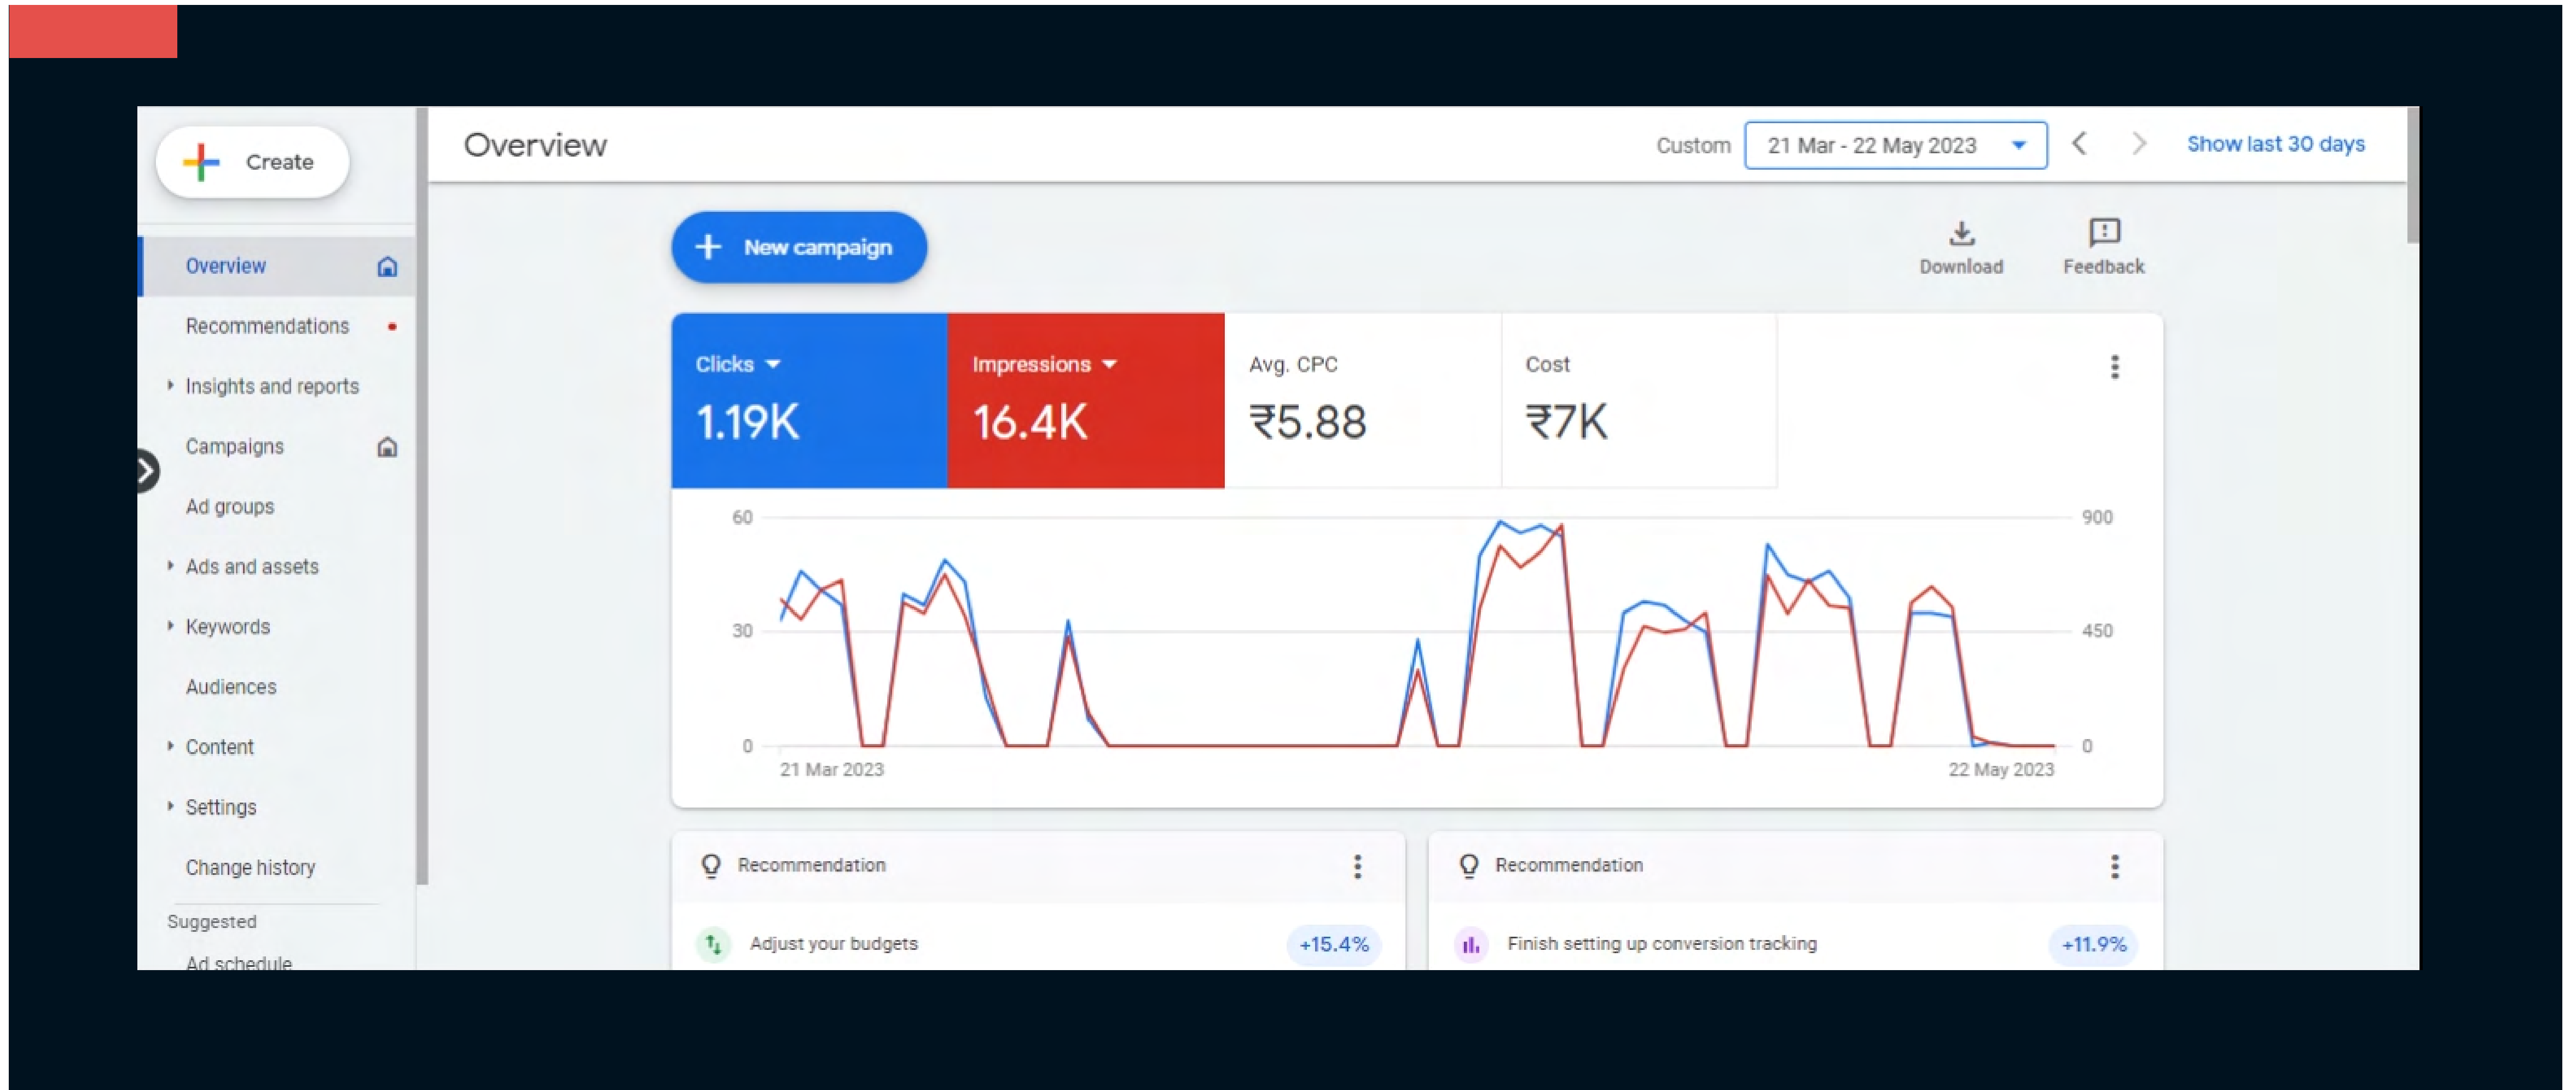 Create
Overview
Custom
21 Mar - 22 May 2023
Show last 30 days
Overview
Recommendations
Insights and reports
Campaigns
Ad groups
Ads and assets
Keywords
Audiences
Content
Settings
Change history
Suggested
Ad schedule
New campaign
Download
Feedback
Clicks
1.19K
Impressions
16.4K
Avg. CPC
₹5.88
Cost
₹7K
60
900
30
450
0
0
21 Mar 2023
22 May 2023
Recommendation
Adjust your budgets
+15.4%
Recommendation
Finish setting up conversion tracking
+11.9%